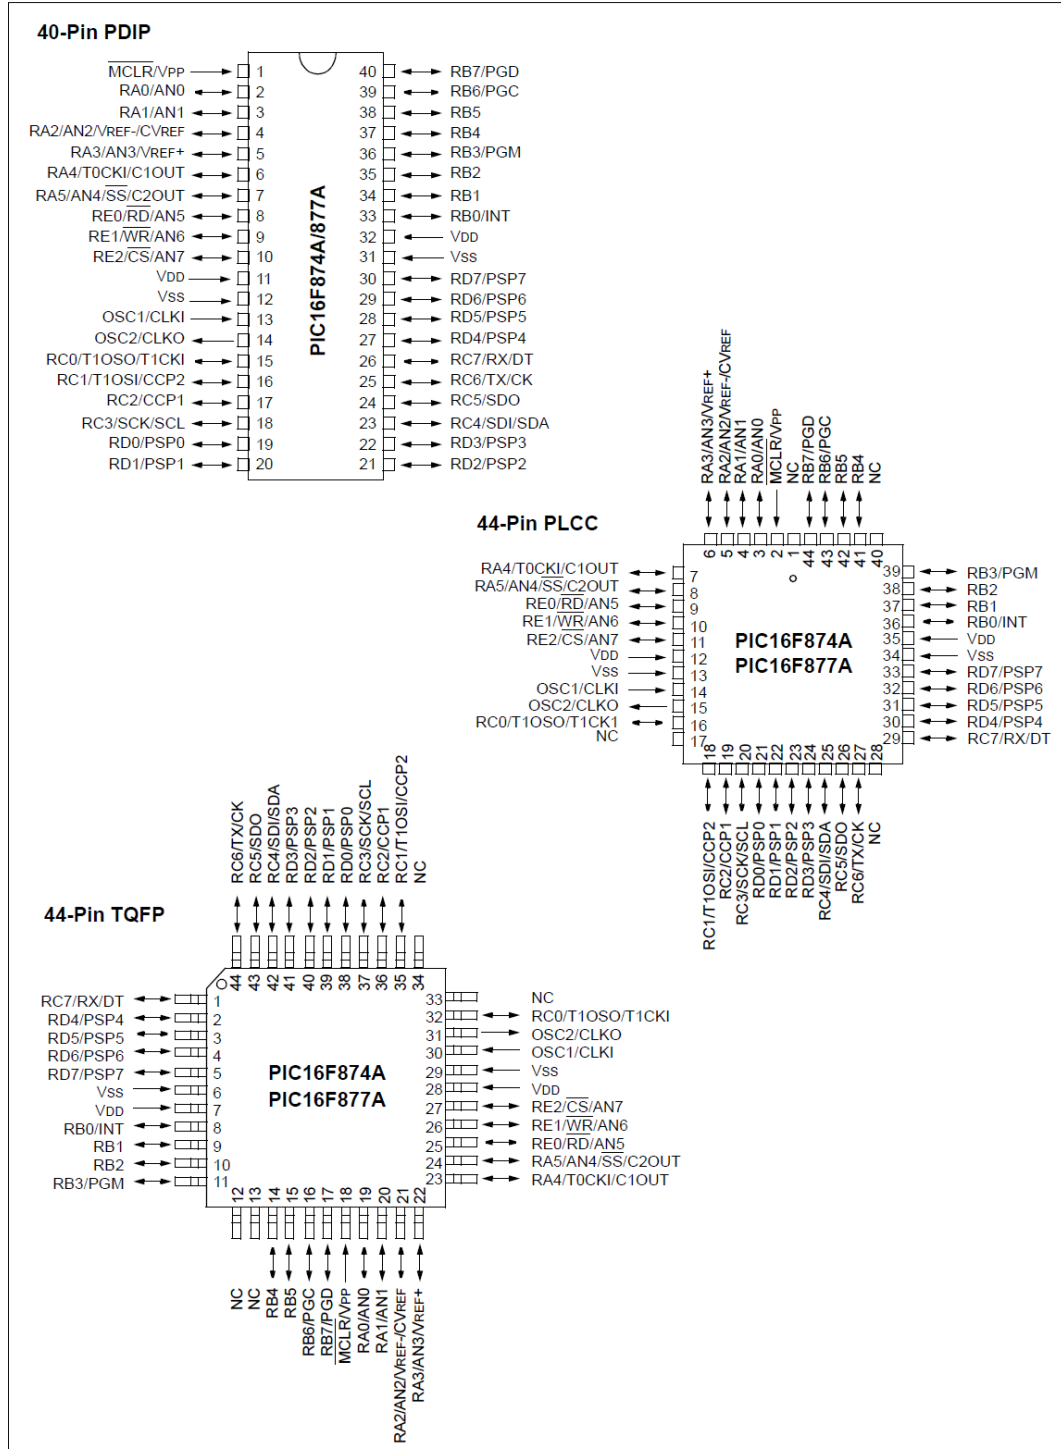 40-Pin PDIP
MCLR/VPP 1 40 RB7/PGD
RA0/AN0 2 39 RB6/PGC
RA1/AN1 3 38 RB5
RA2/AN2/VREF-/CVREF 4 37 RB4
RA3/AN3/VREF+ 5 36 RB3/PGM
RA4/T0CKI/C1OUT 6 35 RB2
RA5/AN4/SS/C2OUT 7 34 RB1
RE0/RD/AN5 8 33 RB0/INT
RE1/WR/AN6 9 32 VDD
RE2/CS/AN7 10 31 VSS
VDD 11 30 RD7/PSP7
VSS 12 29 RD6/PSP6
OSC1/CLKI 13 28 RD5/PSP5
OSC2/CLKO 14 27 RD4/PSP4
RC0/T1OSO/T1CKI 15 26 RC7/RX/DT
RC1/T1OSI/CCP2 16 25 RC6/TX/CK
RC2/CCP1 17 24 RC5/SDO
RC3/SCK/SCL 18 23 RC4/SDI/SDA
RD0/PSP0 19 22 RD3/PSP3
RD1/PSP1 20 21 RD2/PSP2
PIC16F874A/877A
44-Pin PLCC
RA3/AN3/VREF+
RA2/AN2/VREF-/CVREF
RA1/AN1
RA0/AN0
MCLR/VPP
NC
RB7/PGD
RB6/PGC
RB5
RB4
NC
6 5 4 3 2 1 44 43 42 41 40
RA4/T0CKI/C1OUT 7 39 RB3/PGM
RA5/AN4/SS/C2OUT 8 38 RB2
RE0/RD/AN5 9 37 RB1
RE1/WR/AN6 10 36 RB0/INT
RE2/CS/AN7 11 35 VDD
VDD 12 34 VSS
VSS 13 33 RD7/PSP7
OSC1/CLKI 14 32 RD6/PSP6
OSC2/CLKO 15 31 RD5/PSP5
RC0/T1OSO/T1CK1 16 30 RD4/PSP4
NC 17 29 RC7/RX/DT
PIC16F874A
PIC16F877A
18 19 20 21 22 23 24 25 26 27 28
RC1/T1OSI/CCP2
RC2/CCP1
RC3/SCK/SCL
RD0/PSP0
RD1/PSP1
RD2/PSP2
RD3/PSP3
RC4/SDI/SDA
RC5/SDO
RC6/TX/CK
NC
44-Pin TQFP
RC6/TX/CK
RC5/SDO
RC4/SDI/SDA
RD3/PSP3
RD2/PSP2
RD1/PSP1
RD0/PSP0
RC3/SCK/SCL
RC2/CCP1
RC1/T1OSI/CCP2
NC
44 43 42 41 40 39 38 37 36 35 34
RC7/RX/DT 1 33 NC
RD4/PSP4 2 32 RC0/T1OSO/T1CKI
RD5/PSP5 3 31 OSC2/CLKO
RD6/PSP6 4 30 OSC1/CLKI
RD7/PSP7 5 29 VSS
VSS 6 28 VDD
VDD 7 27 RE2/CS/AN7
RB0/INT 8 26 RE1/WR/AN6
RB1 9 25 RE0/RD/AN5
RB2 10 24 RA5/AN4/SS/C2OUT
RB3/PGM 11 23 RA4/T0CKI/C1OUT
PIC16F874A
PIC16F877A
12 13 14 15 16 17 18 19 20 21 22
NC
NC
RB4
RB5
RB6/PGC
RB7/PGD
MCLR/VPP
RA0/AN0
RA1/AN1
RA2/AN2/VREF-/CVREF
RA3/AN3/VREF+